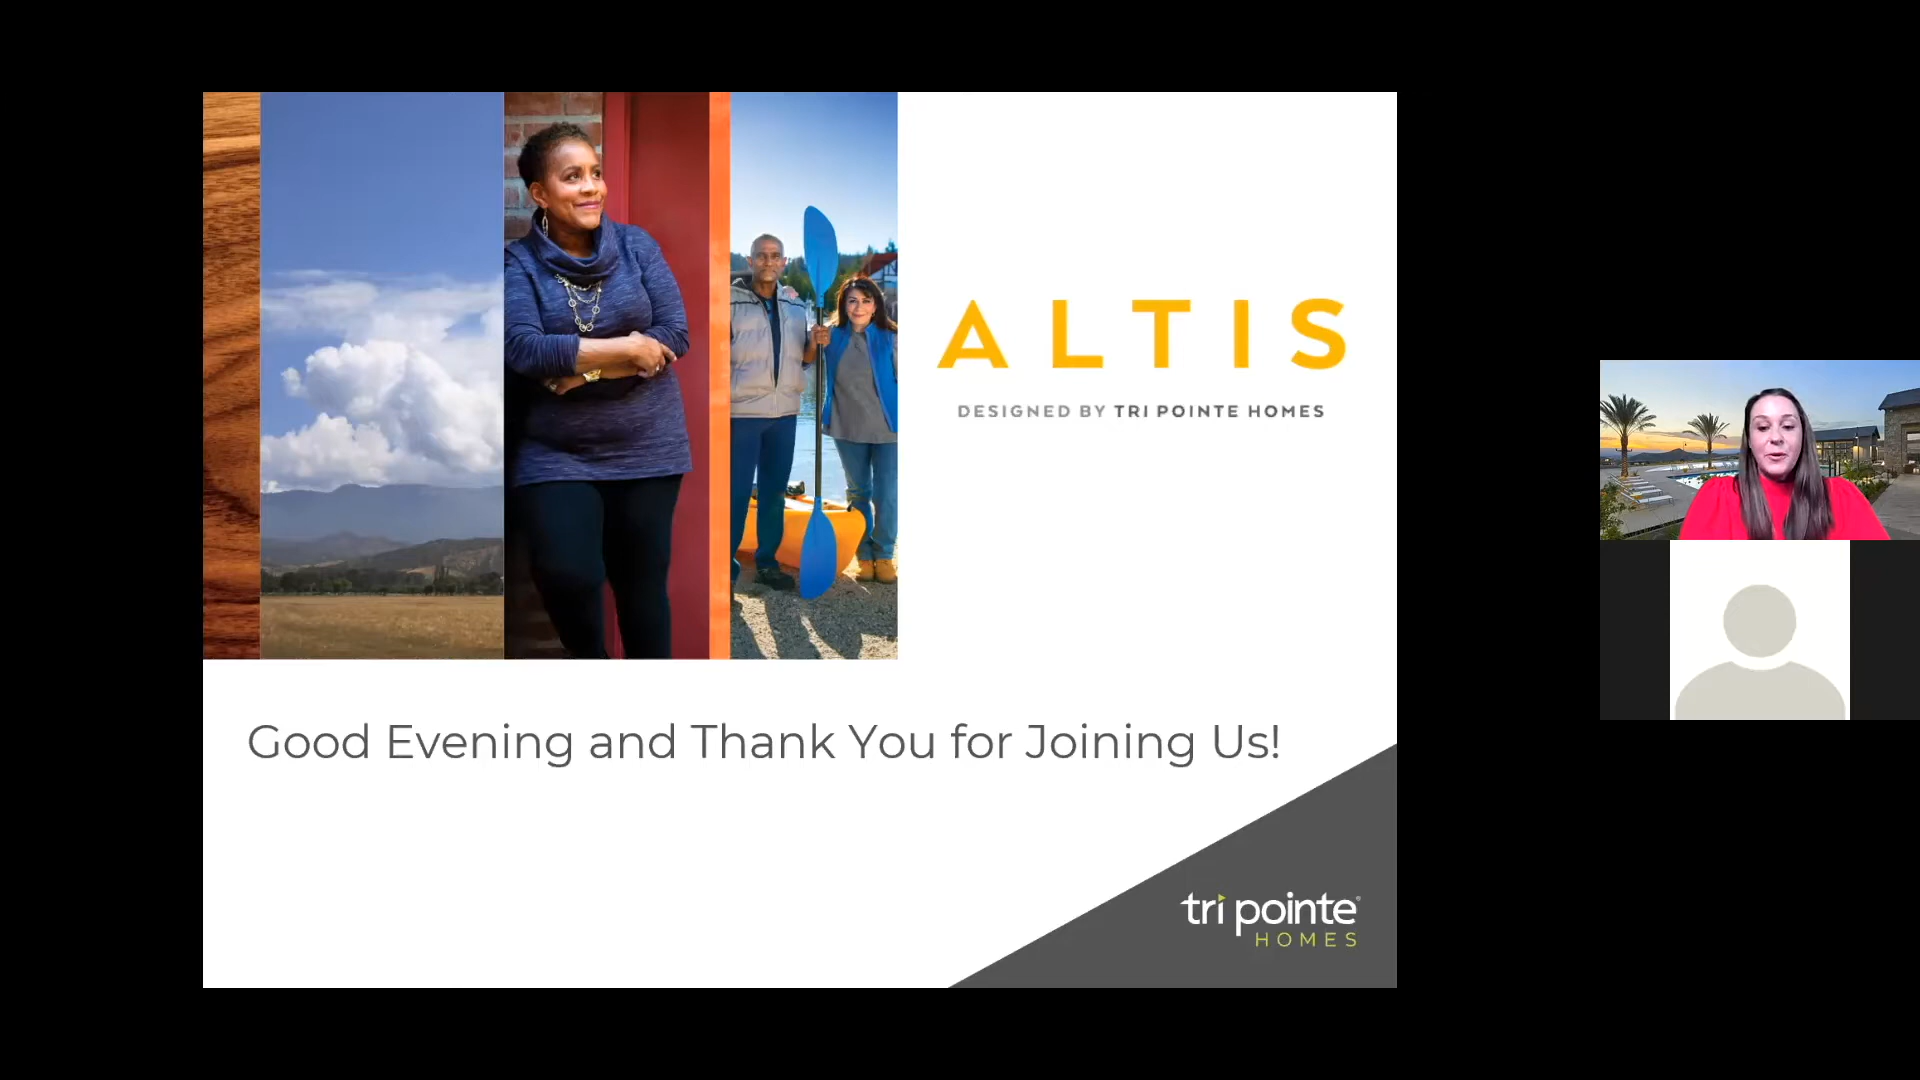 ALTIS
DESIGNED BY TRI POINTE HOMES
Good Evening and Thank You for Joining Us!
tri pointe®
HOMES